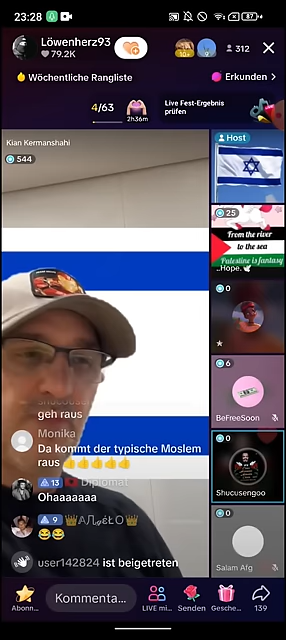 23:28
87
Löwenherz93
79.2K
10+
9
312
Wöchentliche Rangliste
Erkunden >
4/63
2h36m
Live Fest-Ergebnis
prüfen
Kian Kermanshahi
544
Host
25
From the river
to the sea
Palestine is fantasy
..Hope.
0
6
BeFreeSoon
0
Shucusengoo
0
Salam Afg
geh raus
Monika
Da kommt der typische Moslem
raus 👍👍👍👍👍
13 Diplomat
Ohaaaaaaa
9
😂😂
user142824 ist beigetreten
Abonn...
Kommenta...
LIVE mi...
Senden
Gesche...
139